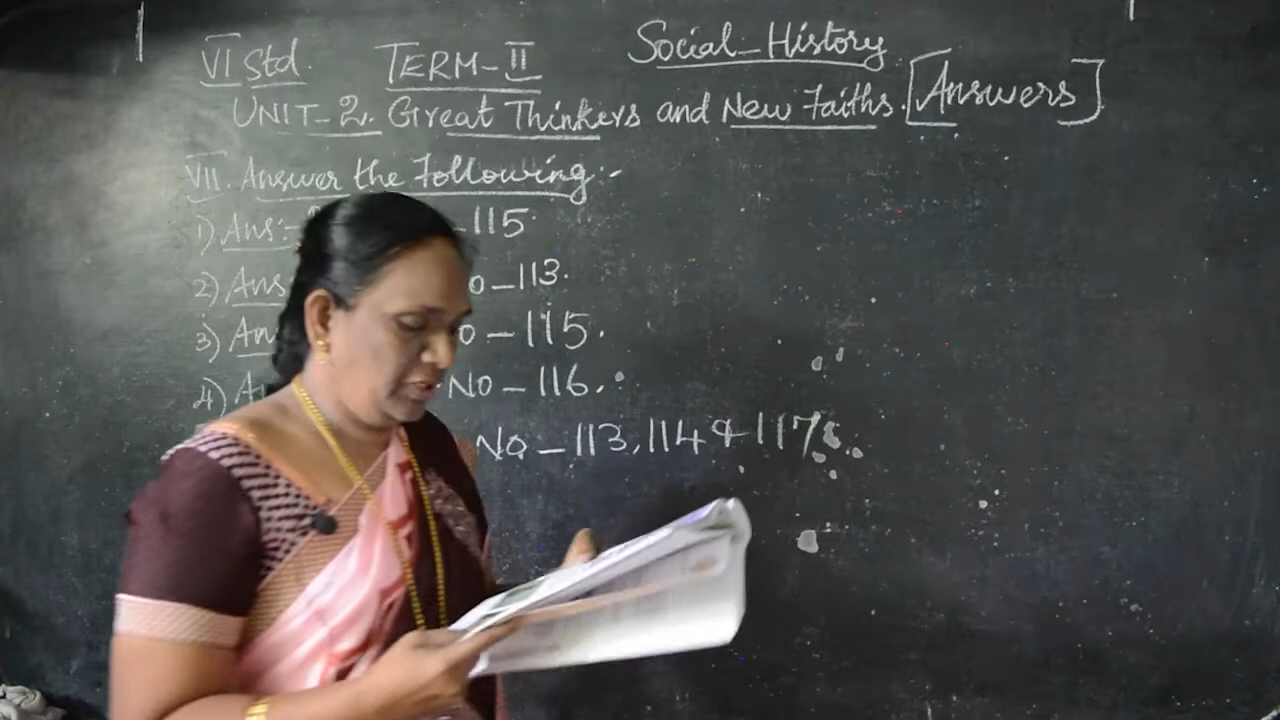 VI Std. TERM-II Social-History
UNIT-2. Great Thinkers and New Faiths. [Answers]
VII. Answer the Following:-
1) Ans:- -115
2) Ans o-113.
3) An o-115.
4) A No-116.
No-113,114 & 117